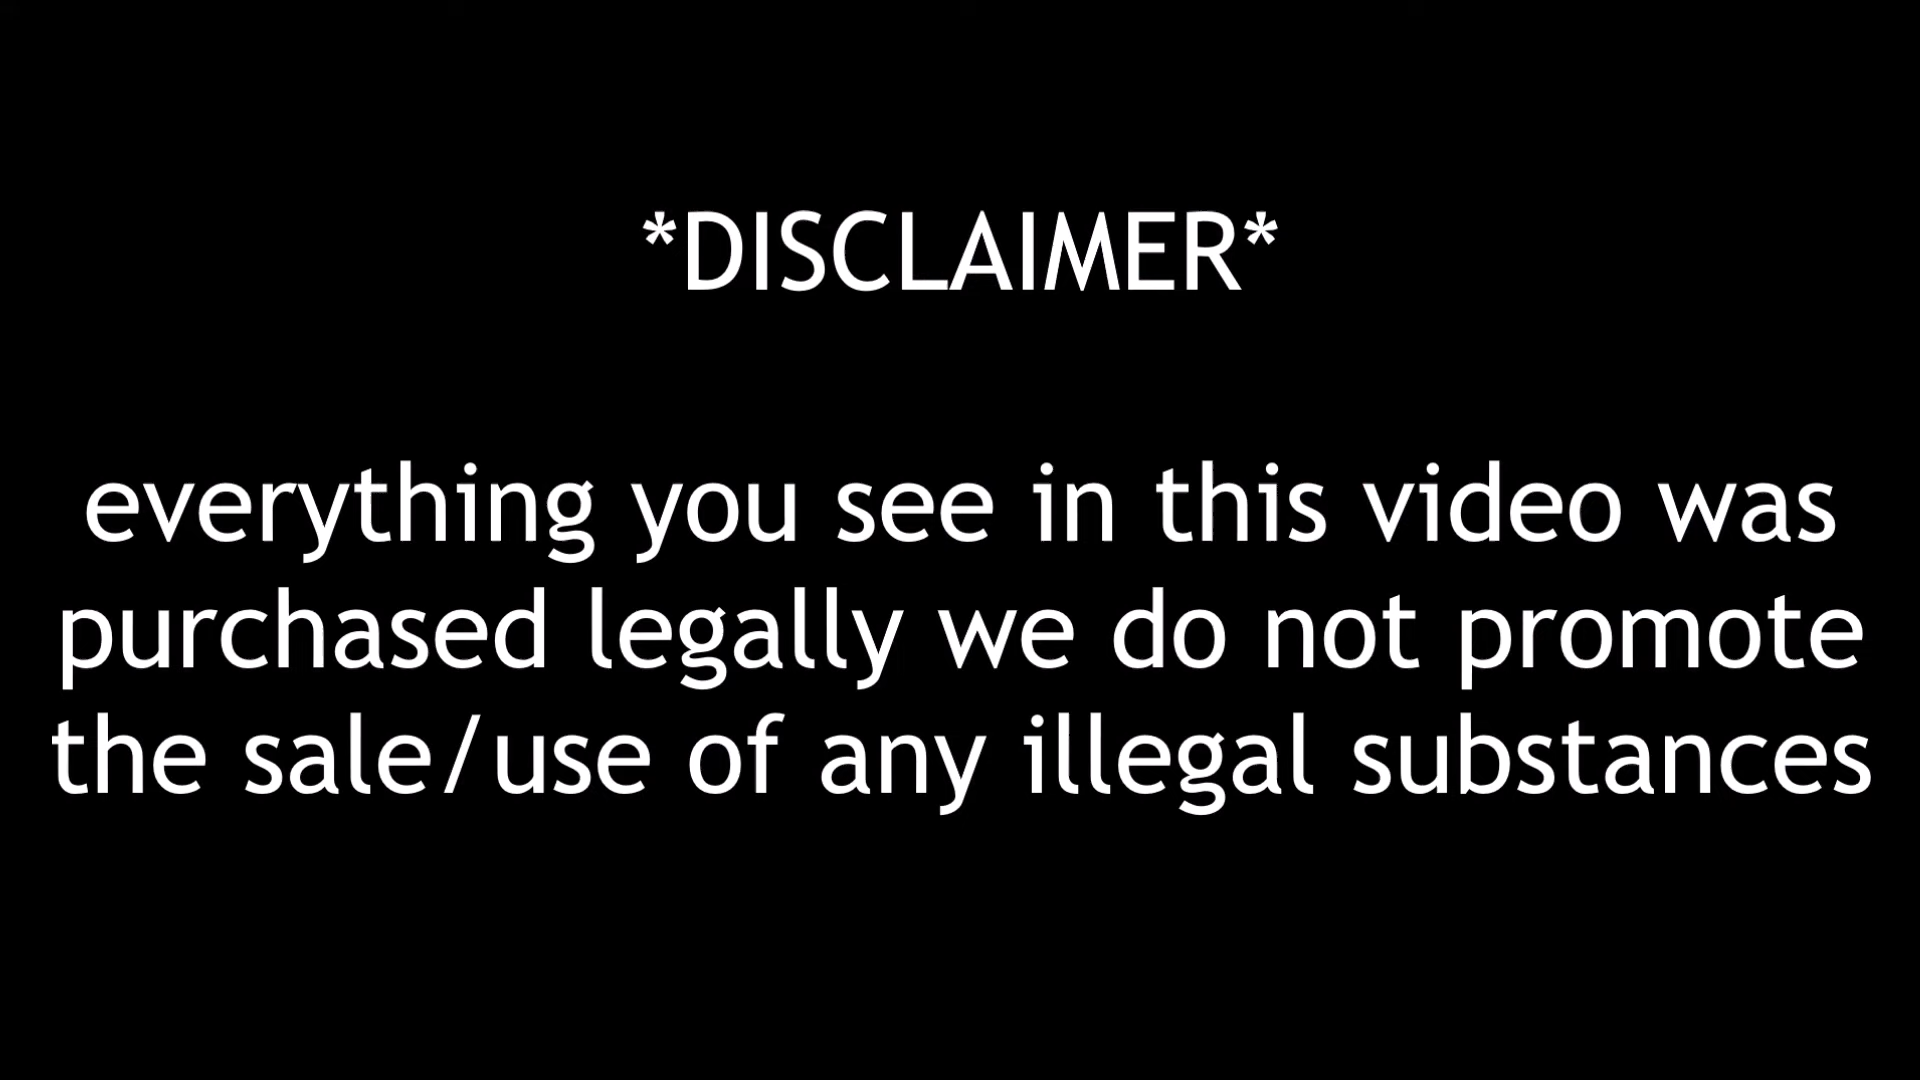 *DISCLAIMER*
everything you see in this video was
purchased legally we do not promote
the sale/use of any illegal substances